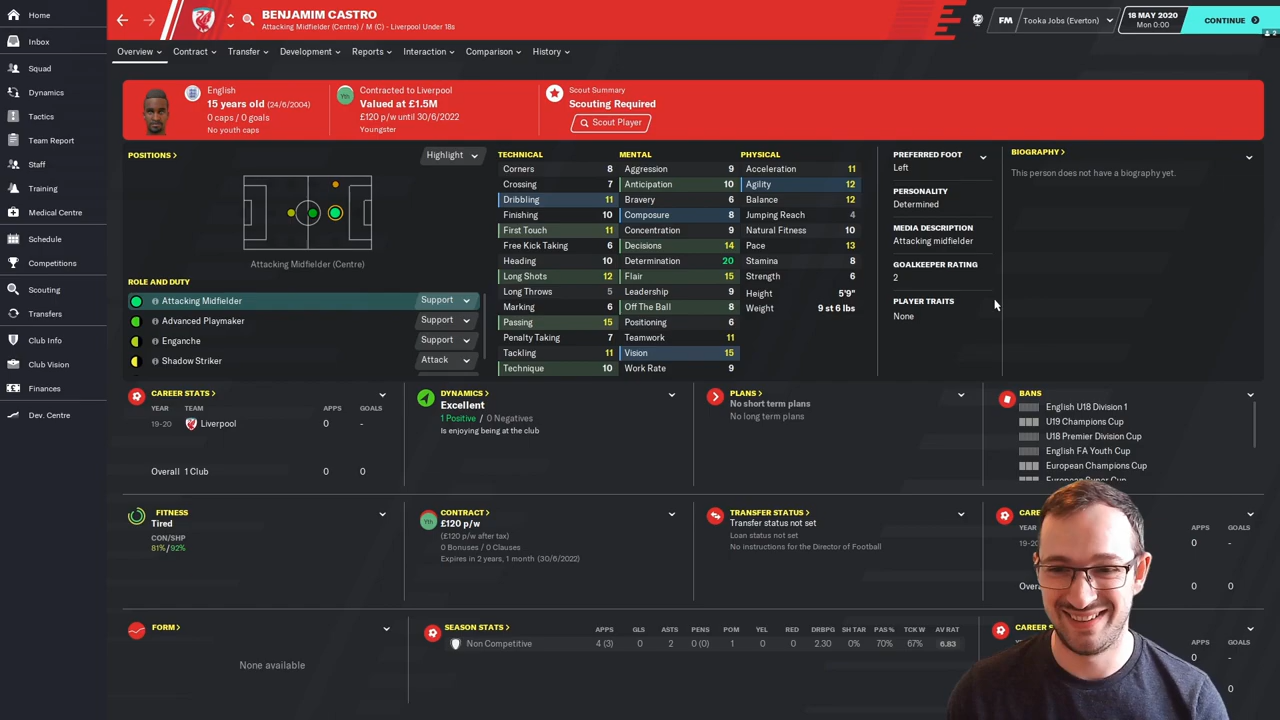 Home
Inbox
Squad
Dynamics
Tactics
Team Report
Staff
Training
Medical Centre
Schedule
Competitions
Scouting
Transfers
Club Info
Club Vision
Finances
Dev. Centre
BENJAMIM CASTRO
Attacking Midfielder (Centre) / M (C) - Liverpool Under 18s
FM Tooka Jobs (Everton)
18 MAY 2020
Mon 0:00
CONTINUE
2
Overview Contract Transfer Development Reports Interaction Comparison History
English
15 years old (24/6/2004)
0 caps / 0 goals
No youth caps
Yth
Contracted to Liverpool
Valued at £1.5M
£120 p/w until 30/6/2022
Youngster
Scout Summary
Scouting Required
Scout Player
POSITIONS
Highlight
Attacking Midfielder (Centre)
ROLE AND DUTY
Attacking Midfielder Support
Advanced Playmaker Support
Enganche Support
Shadow Striker Attack
TECHNICAL
Corners 8
Crossing 7
Dribbling 11
Finishing 10
First Touch 11
Free Kick Taking 6
Heading 10
Long Shots 12
Long Throws 5
Marking 6
Passing 15
Penalty Taking 7
Tackling 11
Technique 10
MENTAL
Aggression 9
Anticipation 10
Bravery 6
Composure 8
Concentration 9
Decisions 14
Determination 20
Flair 15
Leadership 9
Off The Ball 8
Positioning 6
Teamwork 11
Vision 15
Work Rate 9
PHYSICAL
Acceleration 11
Agility 12
Balance 12
Jumping Reach 4
Natural Fitness 10
Pace 13
Stamina 8
Strength 6
Height 5'9"
Weight 9 st 6 lbs
PREFERRED FOOT
Left
PERSONALITY
Determined
MEDIA DESCRIPTION
Attacking midfielder
GOALKEEPER RATING
2
PLAYER TRAITS
None
BIOGRAPHY
This person does not have a biography yet.
CAREER STATS
YEAR TEAM APPS GOALS
19-20 Liverpool 0 -
Overall 1 Club 0 0
DYNAMICS
Excellent
1 Positive / 0 Negatives
Is enjoying being at the club
PLANS
No short term plans
No long term plans
BANS
English U18 Division 1
U19 Champions Cup
U18 Premier Division Cup
English FA Youth Cup
European Champions Cup
European Super Cup
FITNESS
Tired
CON/SHP
81%/92%
CONTRACT
Yth
£120 p/w
(£120 p/w after tax)
0 Bonuses / 0 Clauses
Expires in 2 years, 1 month (30/6/2022)
TRANSFER STATUS
Transfer status not set
Loan status not set
No instructions for the Director of Football
APPS GOALS
YEAR
0 -
0 0
FORM
None available
SEASON STATS
APPS GLS ASTS PENS POM YEL RED DRBPG SH TAR PAS % TCK W AV RAT
Non Competitive 4 (3) 0 2 0 (0) 1 0 0 2.30 0% 70% 67% 6.83
APPS GOALS
0 -
0